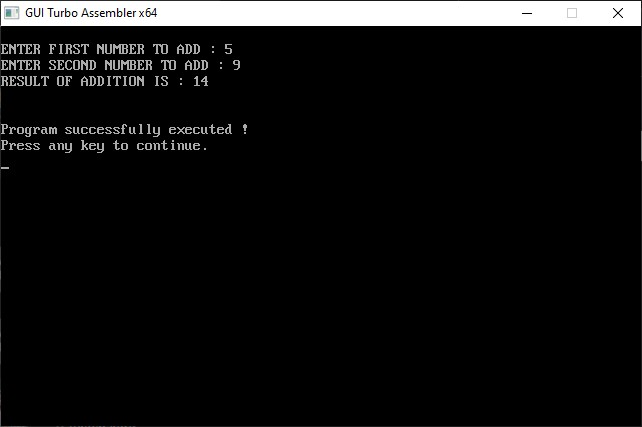 GUI Turbo Assembler x64
ENTER FIRST NUMBER TO ADD : 5
ENTER SECOND NUMBER TO ADD : 9
RESULT OF ADDITION IS : 14
Program successfully executed !
Press any key to continue.